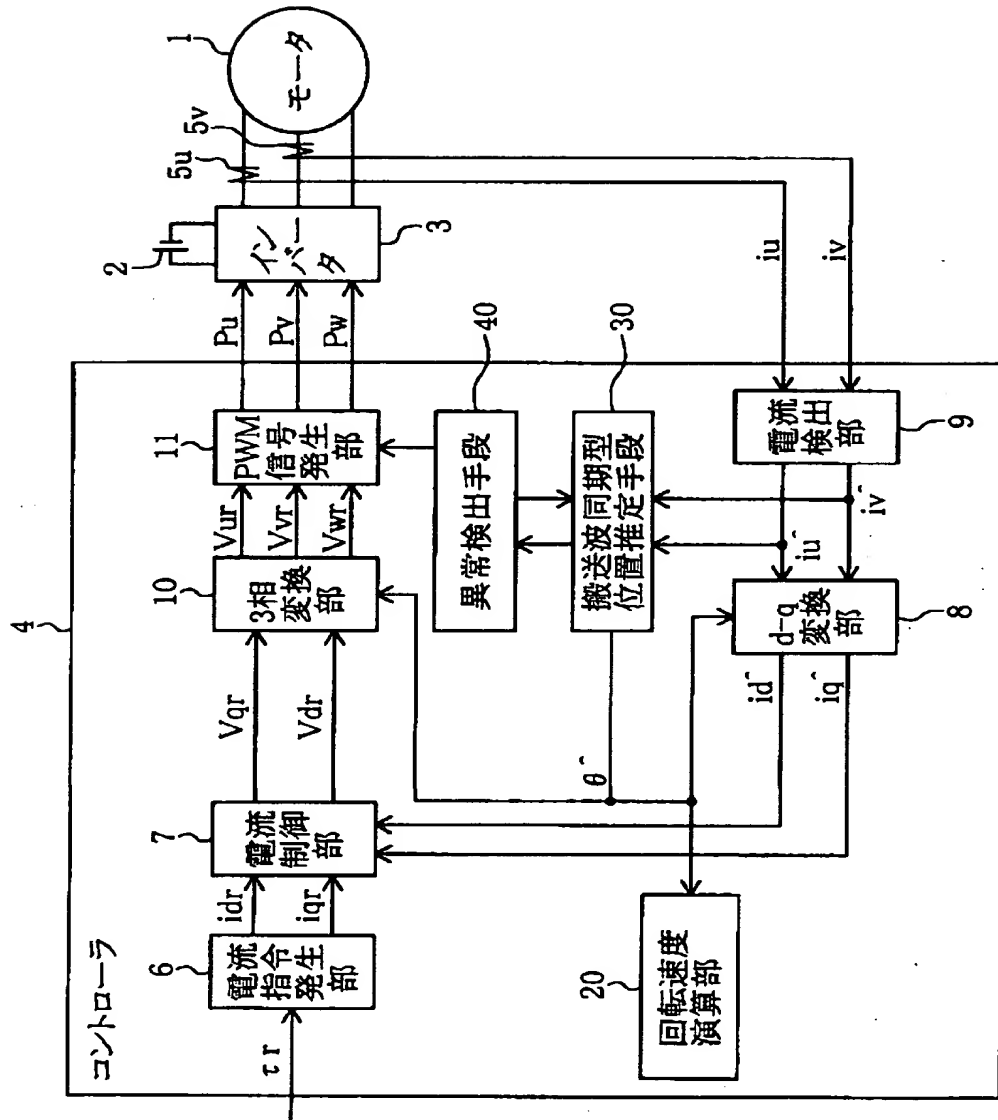 コントローラ
4
τr
6
電流
指令
発生
部
idr
iqr
7
電流
制御
部
Vqr
Vdr
10
3相
変換
部
Vur
Vvr
Vwr
11
PWM
信号
発生
部
Pu
Pv
Pw
2
インバータ
3
5u
5v
1
モータ
異常検出手段
40
搬送波同期型
位置推定手段
30
θ^
20
回転速度
演算部
id^
iq^
d-q
変換
部
8
iu^
iv^
電流
検出
部
9
iu
iv